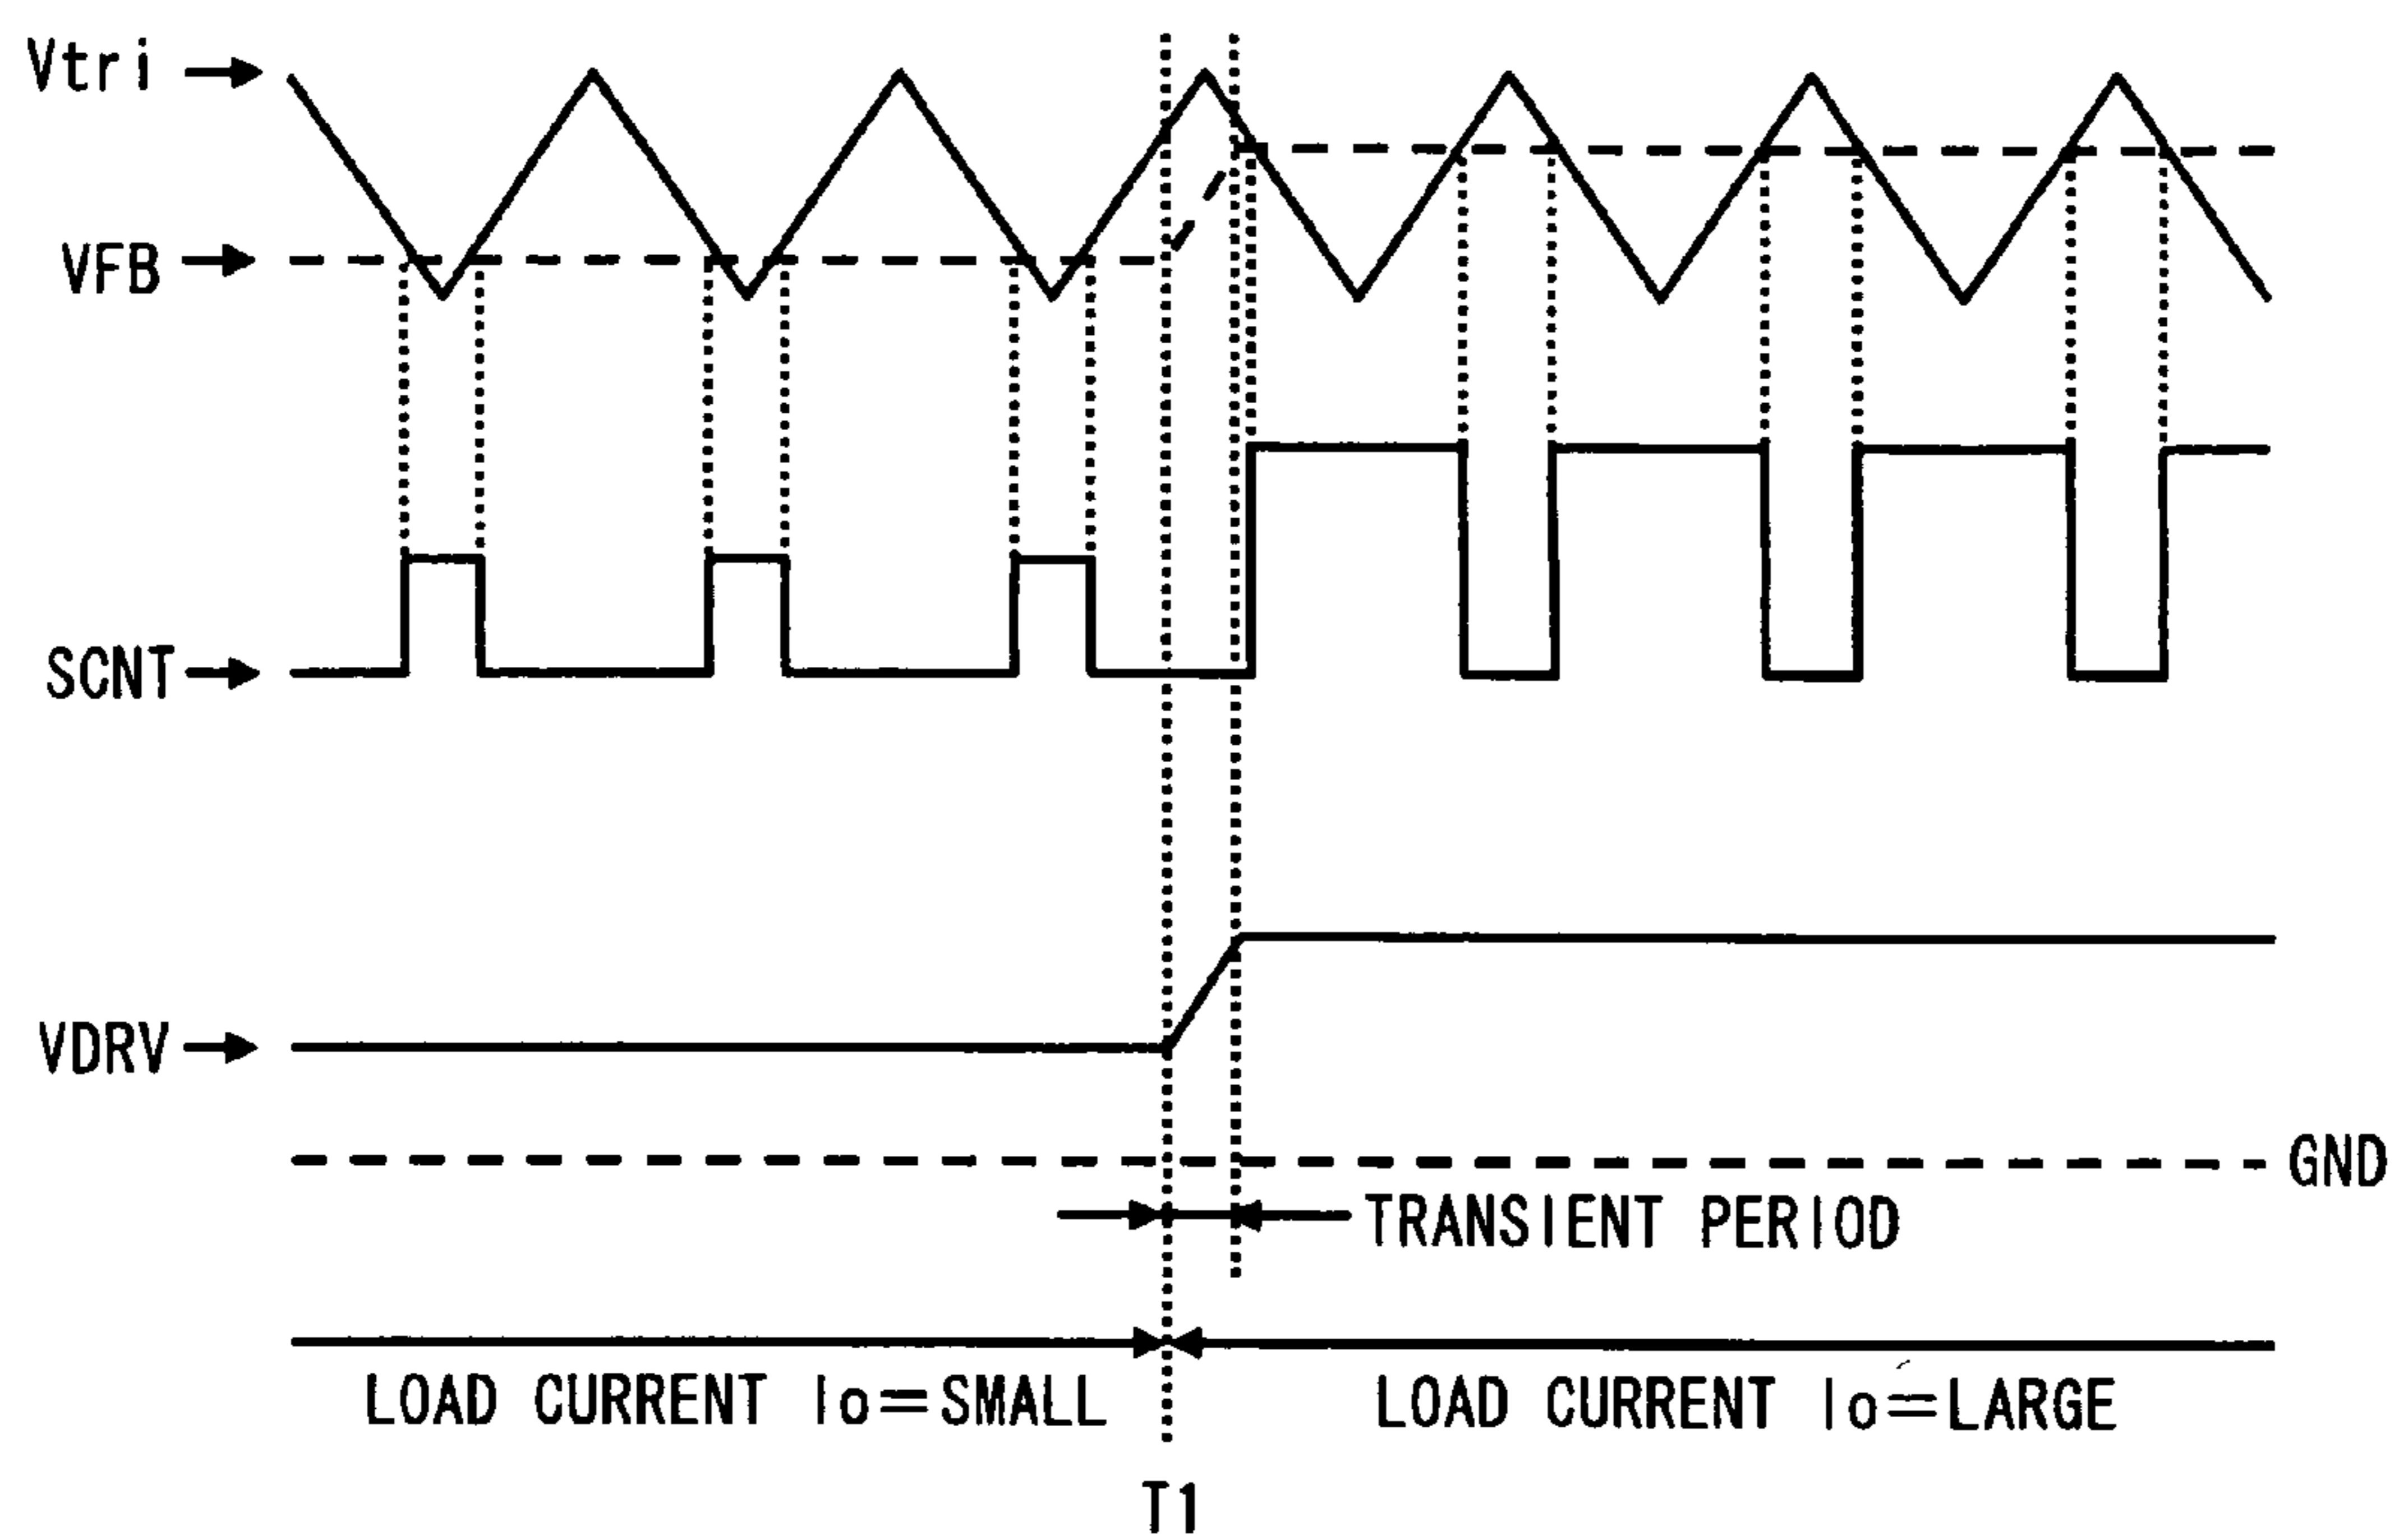 Vtri
VFB
SCNT
VDRV
GND
TRANSIENT PERIOD
LOAD CURRENT Io=SMALL
LOAD CURRENT Io=LARGE
T1